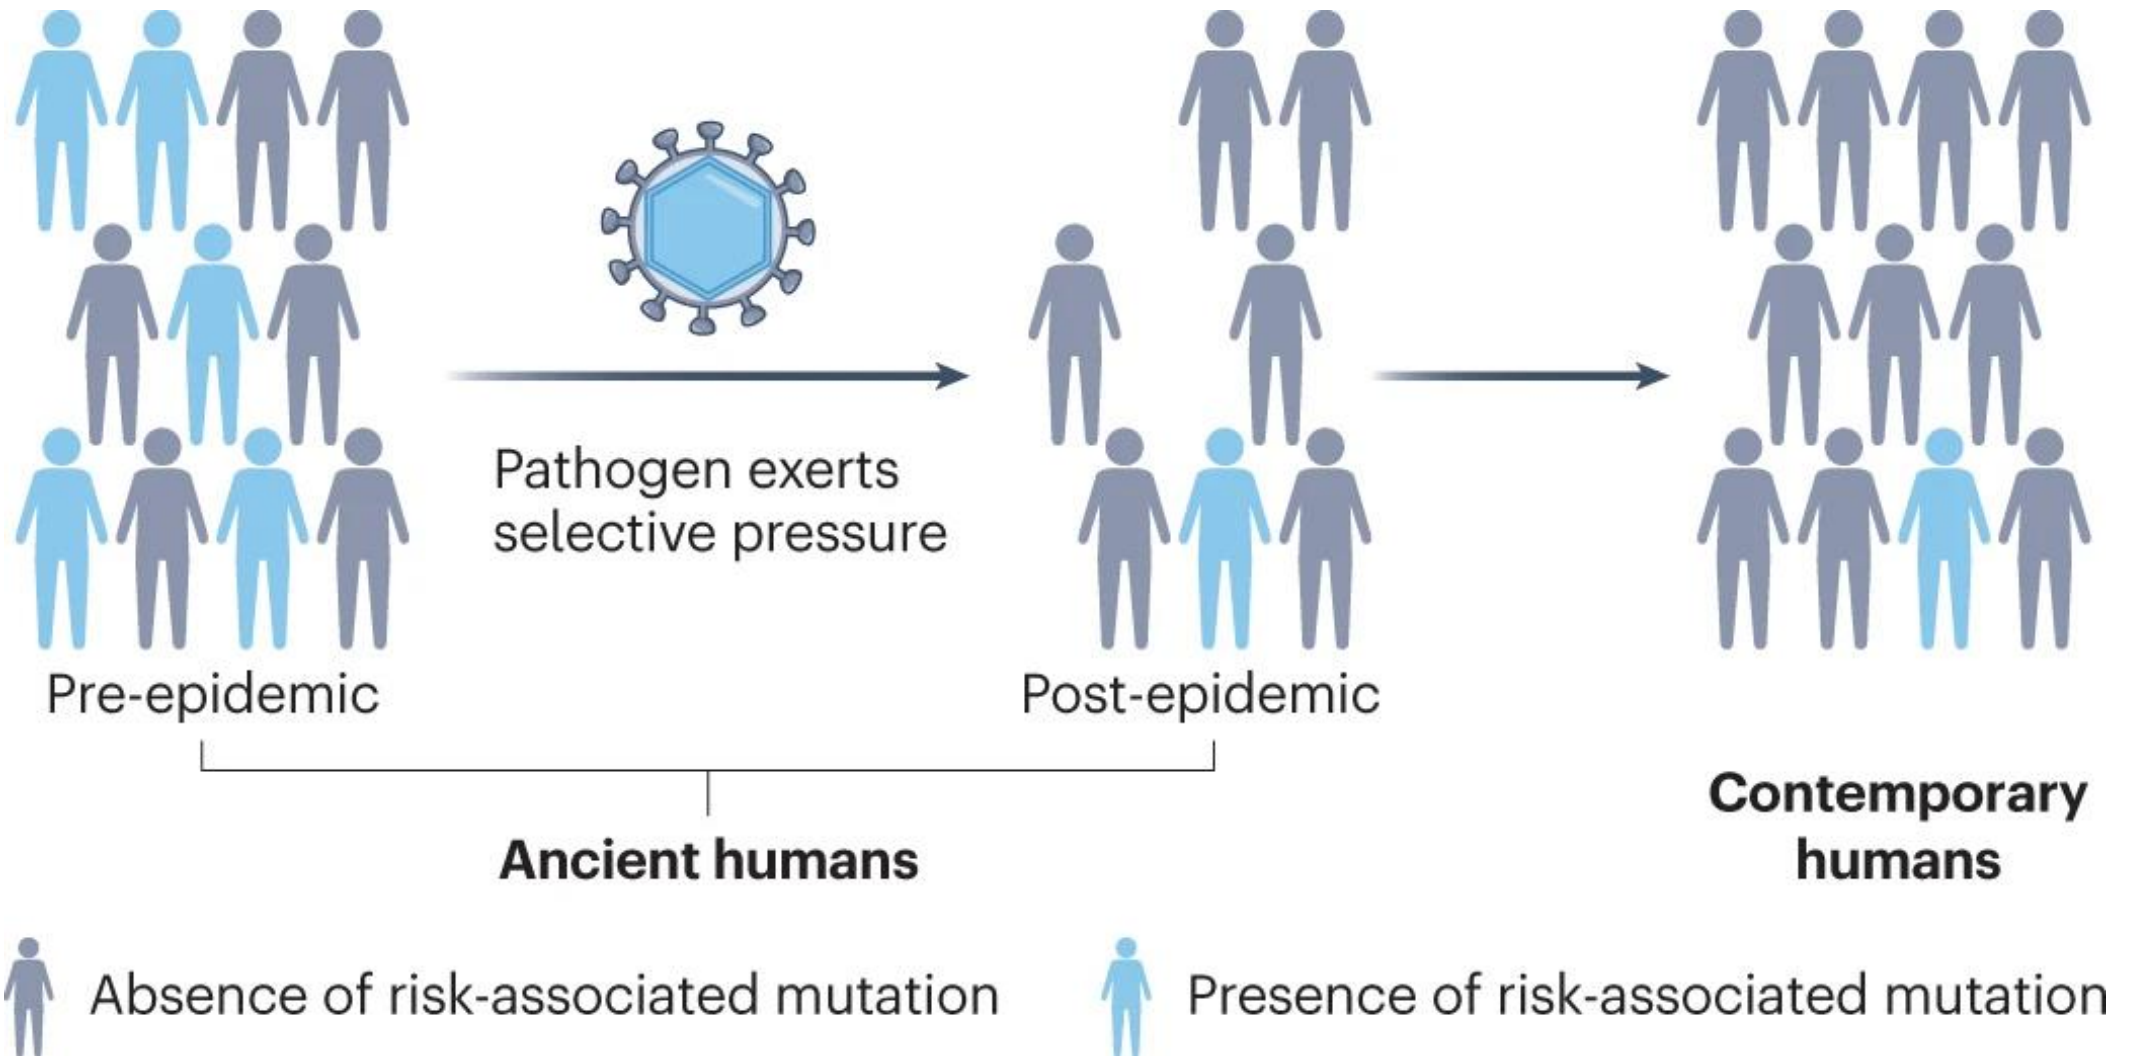 Pathogen exerts
selective pressure
Pre-epidemic
Post-epidemic
Ancient humans
Contemporary
humans
Absence of risk-associated mutation
Presence of risk-associated mutation